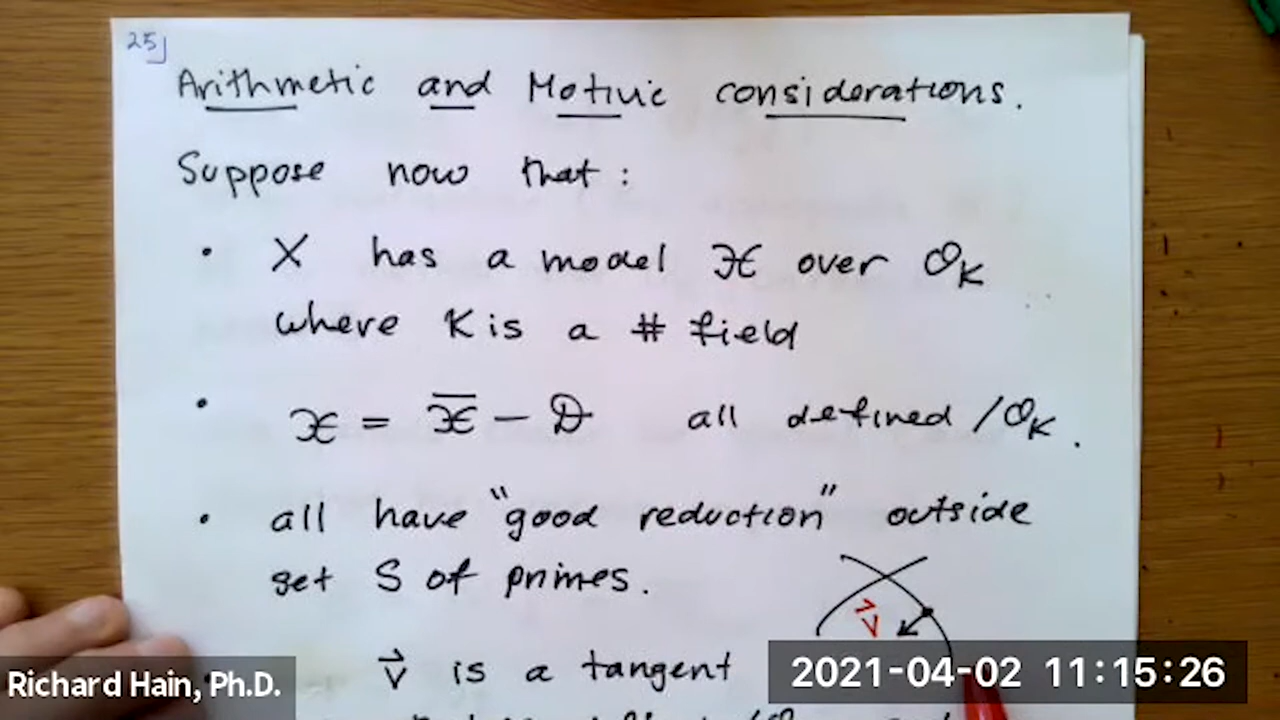 25
Arithmetic and Motivic considerations.
Suppose now that :
• X has a model 𝒳 over 𝒪_K
where K is a # field
• 𝒳 = 𝒳̅ − 𝒟 all defined / 𝒪_K .
• all have "good reduction" outside
set S of primes.
v⃗
v⃗ is a tangent
Richard Hain, Ph.D.
2021-04-02 11:15:26